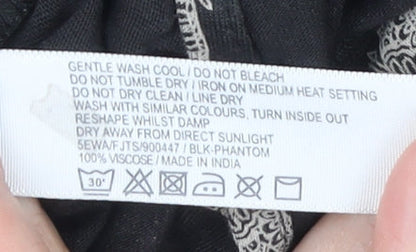 GENTLE WASH COOL / DO NOT BLEACH
DO NOT TUMBLE DRY / IRON ON MEDIUM HEAT SETTING
DO NOT DRY CLEAN / LINE DRY
WASH WITH SIMILAR COLOURS, TURN INSIDE OUT
RESHAPE WHILST DAMP
DRY AWAY FROM DIRECT SUNLIGHT
5EWA/FJTS/900447 / BLK-PHANTOM
100% VISCOSE / MADE IN INDIA
30°